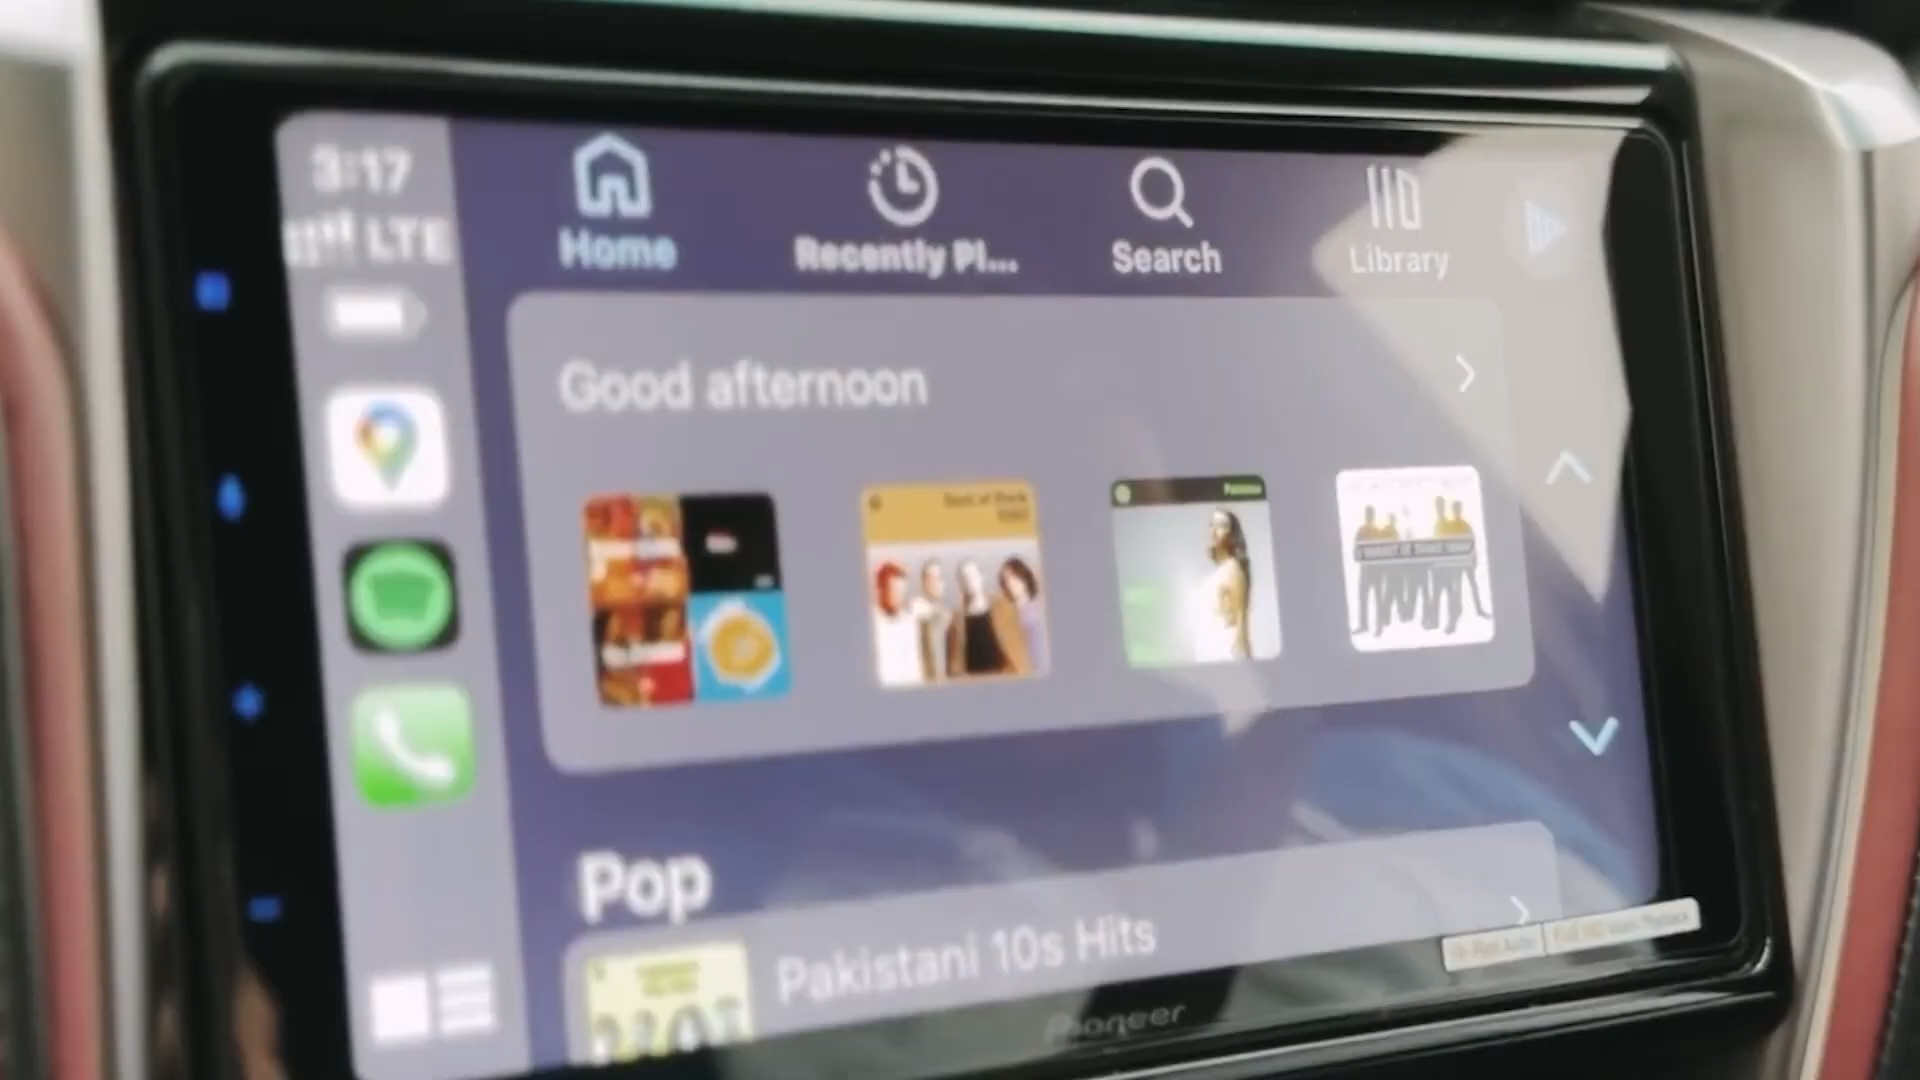 3:17
LTE
Home
Recently Pl...
Search
Library
Good afternoon
Pop
Pakistani 10s Hits
Pioneer